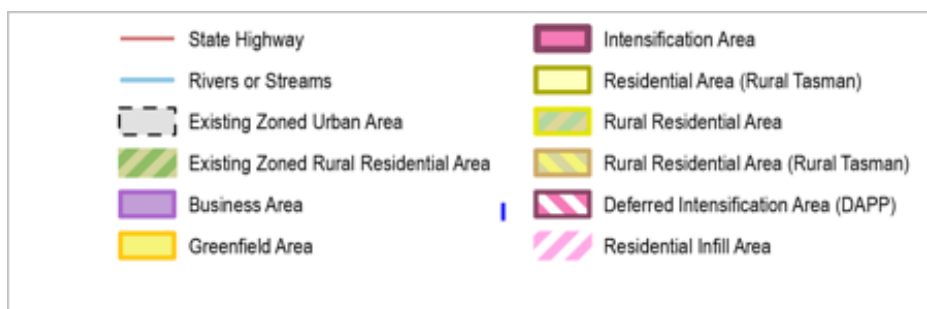 State Highway
Rivers or Streams
Existing Zoned Urban Area
Existing Zoned Rural Residential Area
Business Area
Greenfield Area
Intensification Area
Residential Area (Rural Tasman)
Rural Residential Area
Rural Residential Area (Rural Tasman)
Deferred Intensification Area (DAPP)
Residential Infill Area